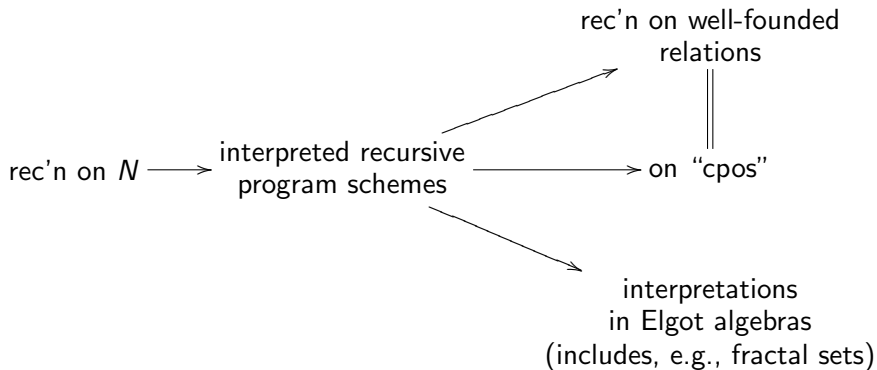 rec'n on well-founded
relations
rec'n on N
interpreted recursive
program schemes
on “cpos”
interpretations
in Elgot algebras
(includes, e.g., fractal sets)